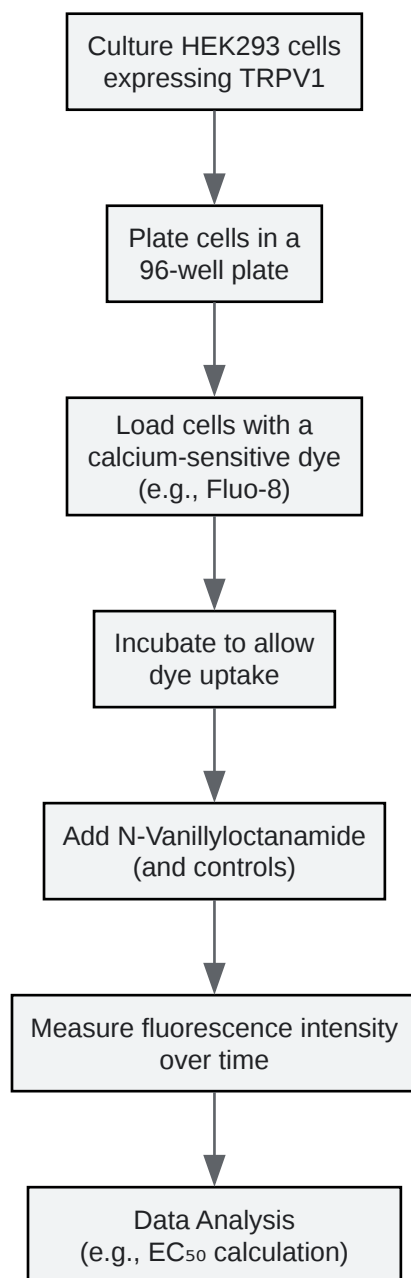 Culture HEK293 cells
expressing TRPV1
Plate cells in a
96-well plate
Load cells with a
calcium-sensitive dye
(e.g., Fluo-8)
Incubate to allow
dye uptake
Add N-Vanillyloctanamide
(and controls)
Measure fluorescence intensity
over time
Data Analysis
(e.g., EC₅₀ calculation)